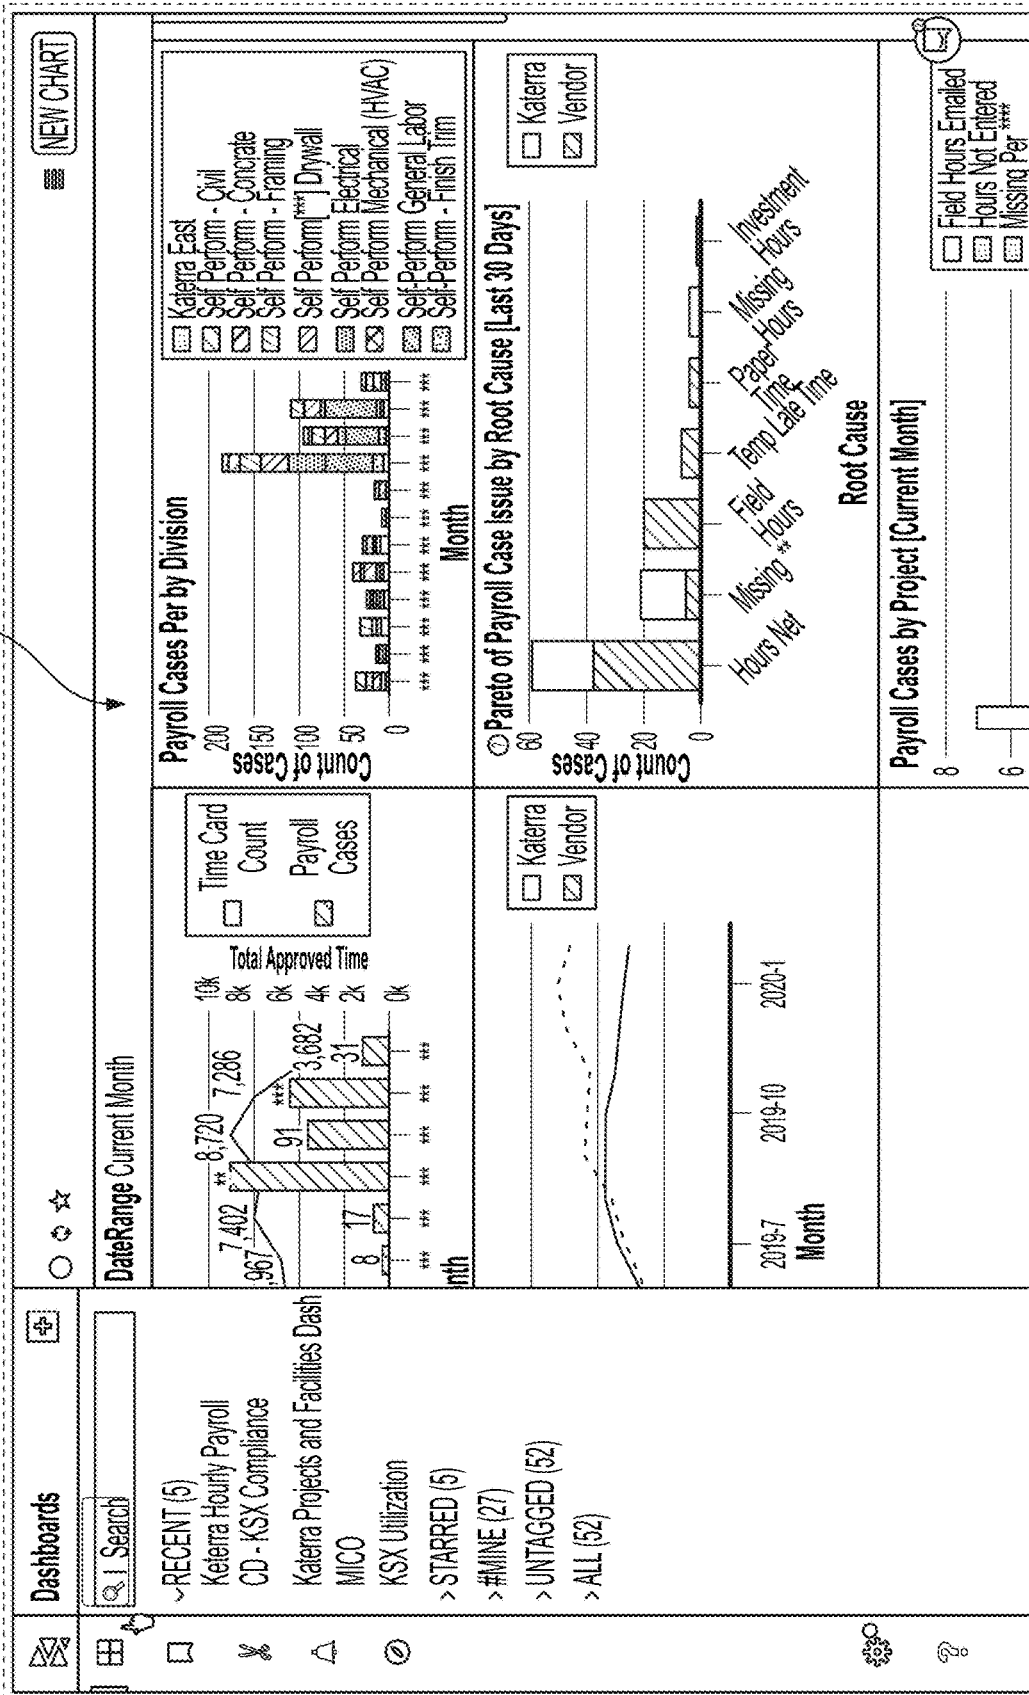 Dashboards
Search
RECENT (5)
Keterra Hourly Payroll
CD - KSX Compliance
Katerra Projects and Facilities Dash
MICO
KSX Utilization
> STARRED (5)
> #MINE (27)
> UNTAGGED (52)
> ALL (52)
NEW CHART
DateRange Current Month
10k
8k
6k
4k
2k
0k
Total Approved Time
,967
7,402
8,720
7,286
3,682
8
17
**
91
***
31
*** *** *** *** *** ***
nth
Time Card
Count
Payroll
Cases
Payroll Cases Per by Division
Count of Cases
200
150
100
50
0
*** *** *** *** *** *** *** *** *** *** *** ***
Month
Katerra East
Self Perform - Civil
Self Perform - Concrate
Self Perform - Framing
Self Perform[***] Drywall
Self Perform Electrical
Self Perform Mechanical (HVAC)
Self-Perform General Labor
Self-Perform - Finish Trim
2019-7
2019-10
2020-1
Month
Katerra
Vendor
Pareto of Payroll Case Issue by Root Cause [Last 30 Days]
Count of Cases
60
40
20
0
Hours Net
Missing **
Field
Hours
Temp Late Time
Paper
Time
Missing
Hours
Investment
Hours
Root Cause
Katerra
Vendor
Payroll Cases by Project [Current Month]
8
6
Field Hours Emailed
Hours Not Entered
Missing Per ****